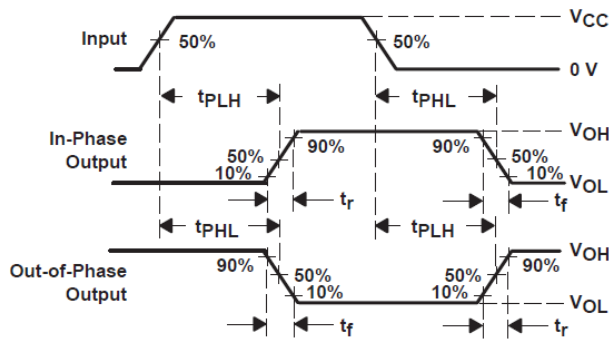 VCC
Input 50% 50%
0 V
tPLH tPHL
VOH
In-Phase
Output
90% 90%
50% 50%
10% 10%
VOL
tr tf
tPHL tPLH
VOH
Out-of-Phase
Output
90% 90%
50% 50%
10% 10%
VOL
tf tr